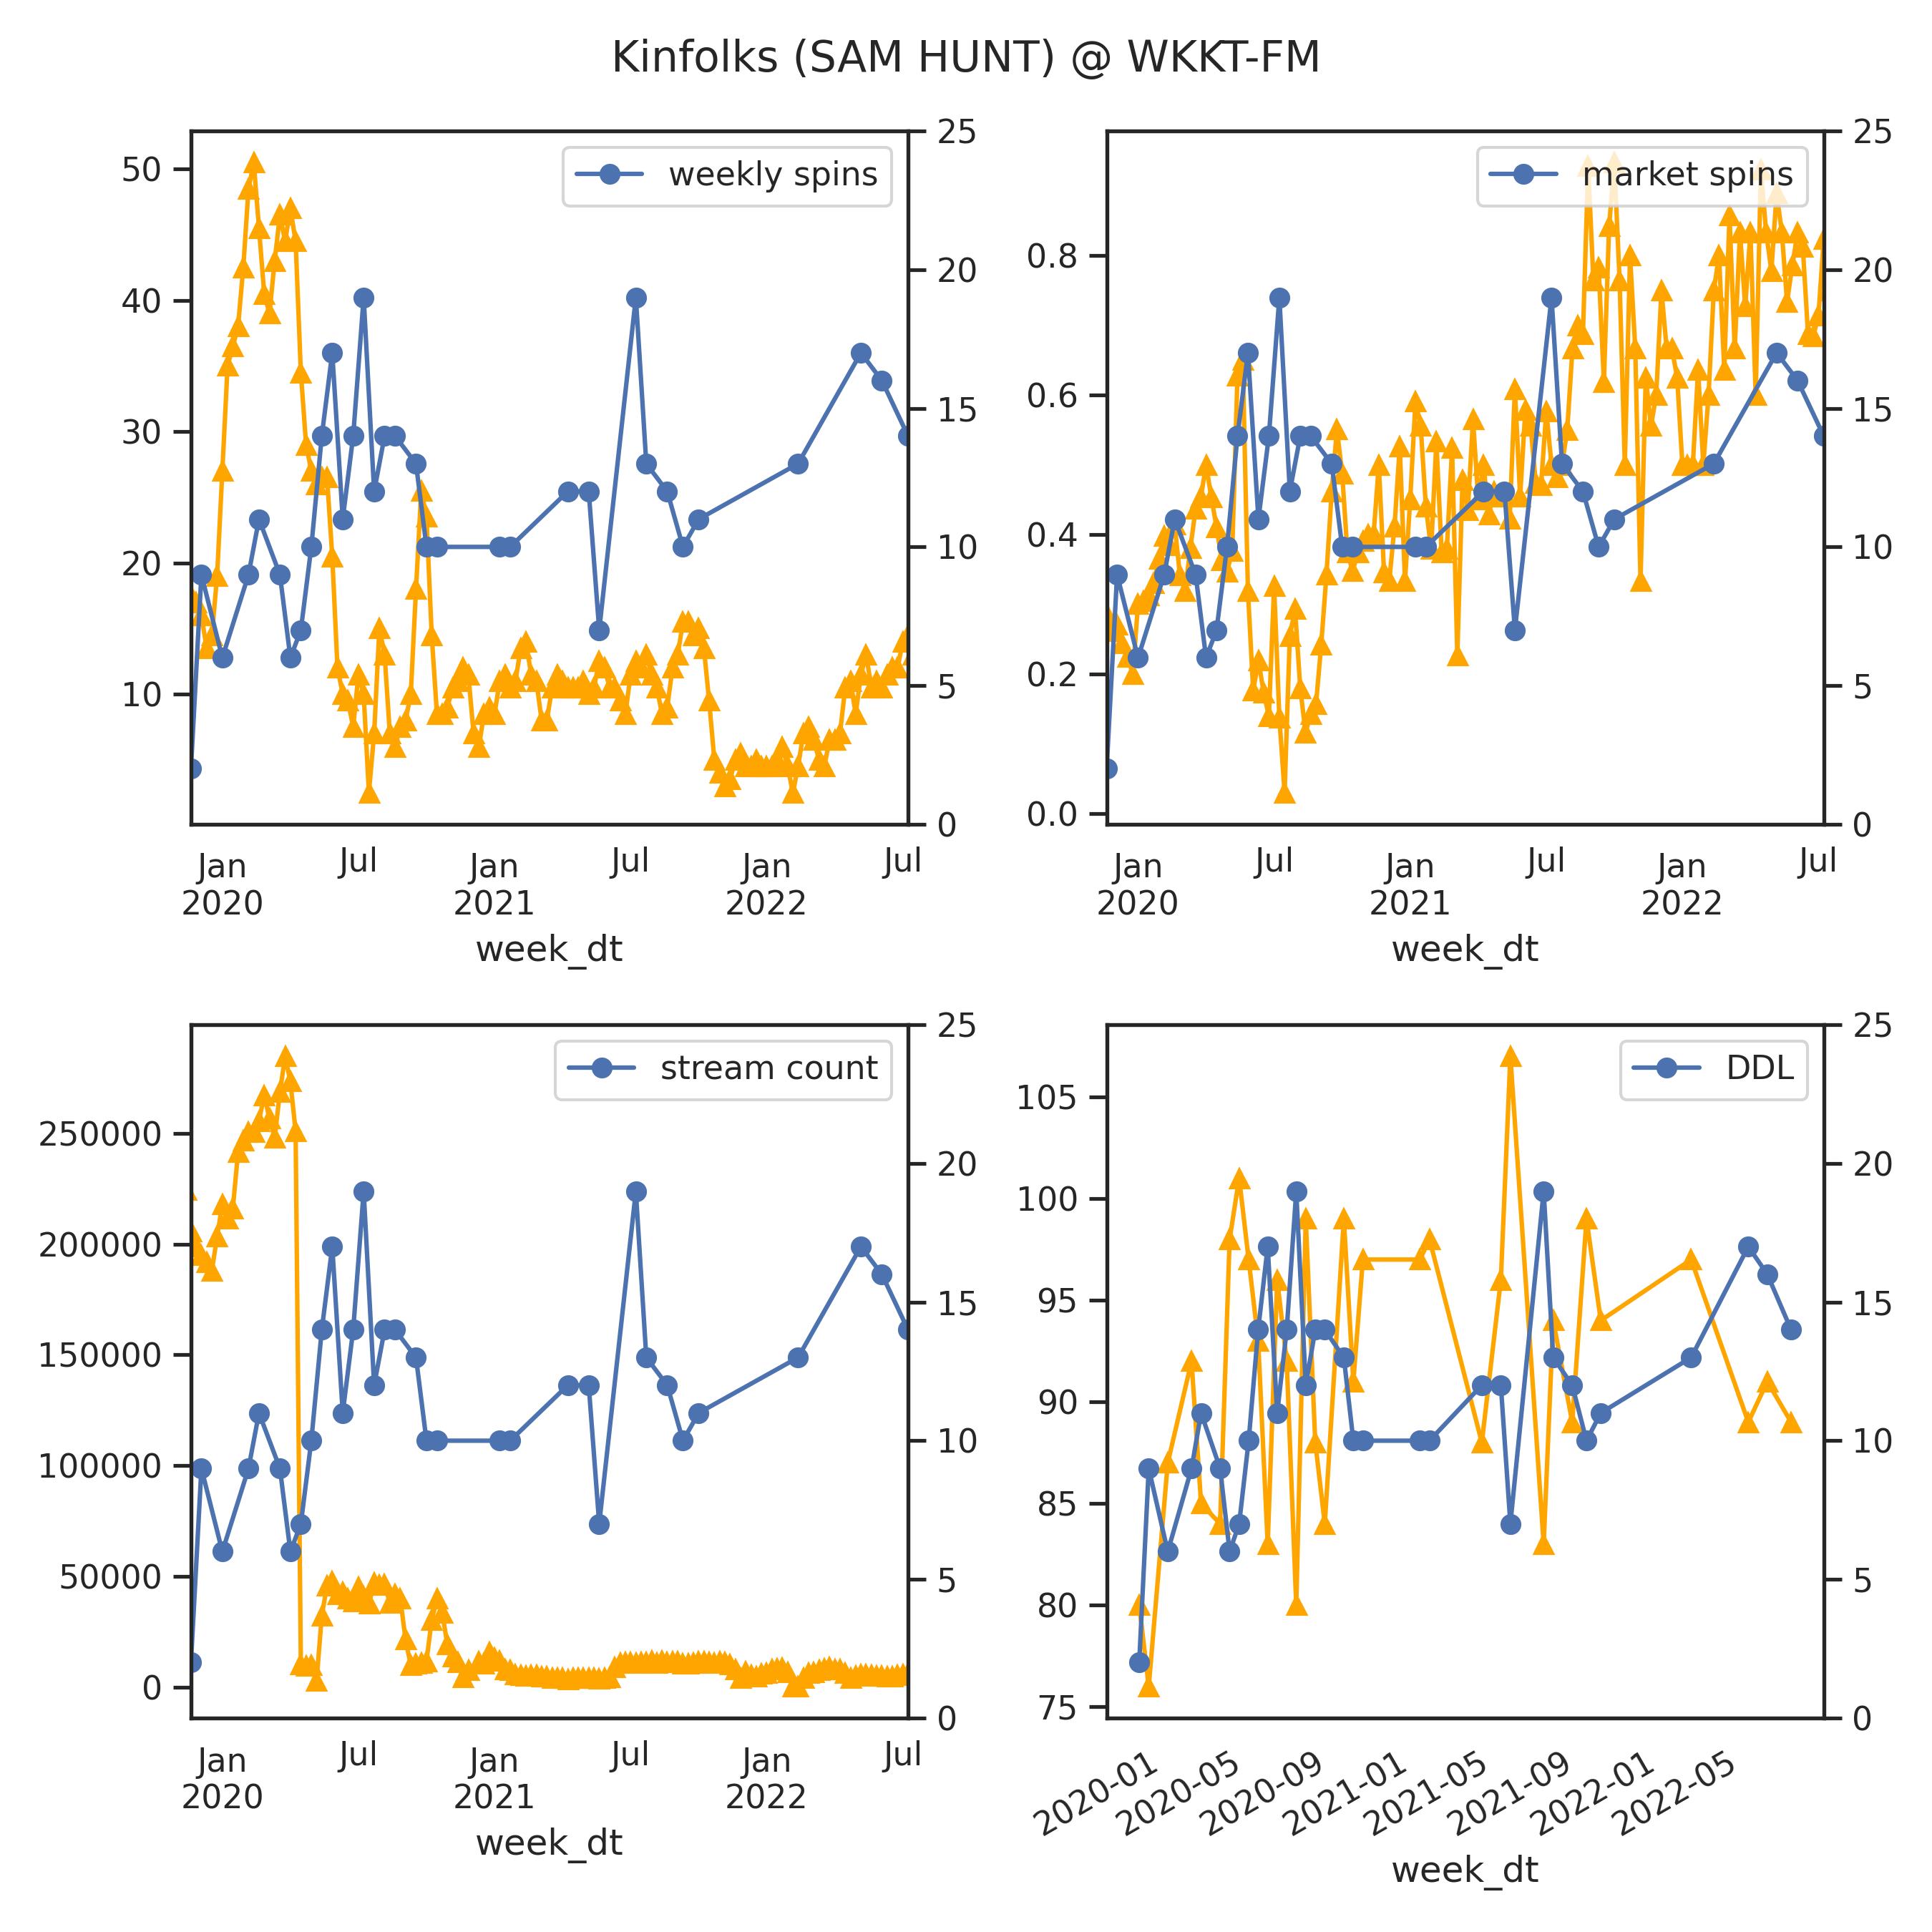 Kinfolks (SAM HUNT) @ WKKT-FM
weekly spins
50
40
30
20
10
25
20
15
10
5
0
Jan
2020
Jul
Jan
2021
Jul
Jan
2022
Jul
week_dt
market spins
0.8
0.6
0.4
0.2
0.0
25
20
15
10
5
0
Jan
2020
Jul
Jan
2021
Jul
Jan
2022
Jul
week_dt
stream count
250000
200000
150000
100000
50000
0
25
20
15
10
5
0
Jan
2020
Jul
Jan
2021
Jul
Jan
2022
Jul
week_dt
DDL
105
100
95
90
85
80
75
25
20
15
10
5
0
2020-01
2020-05
2020-09
2021-01
2021-05
2021-09
2022-01
2022-05
week_dt